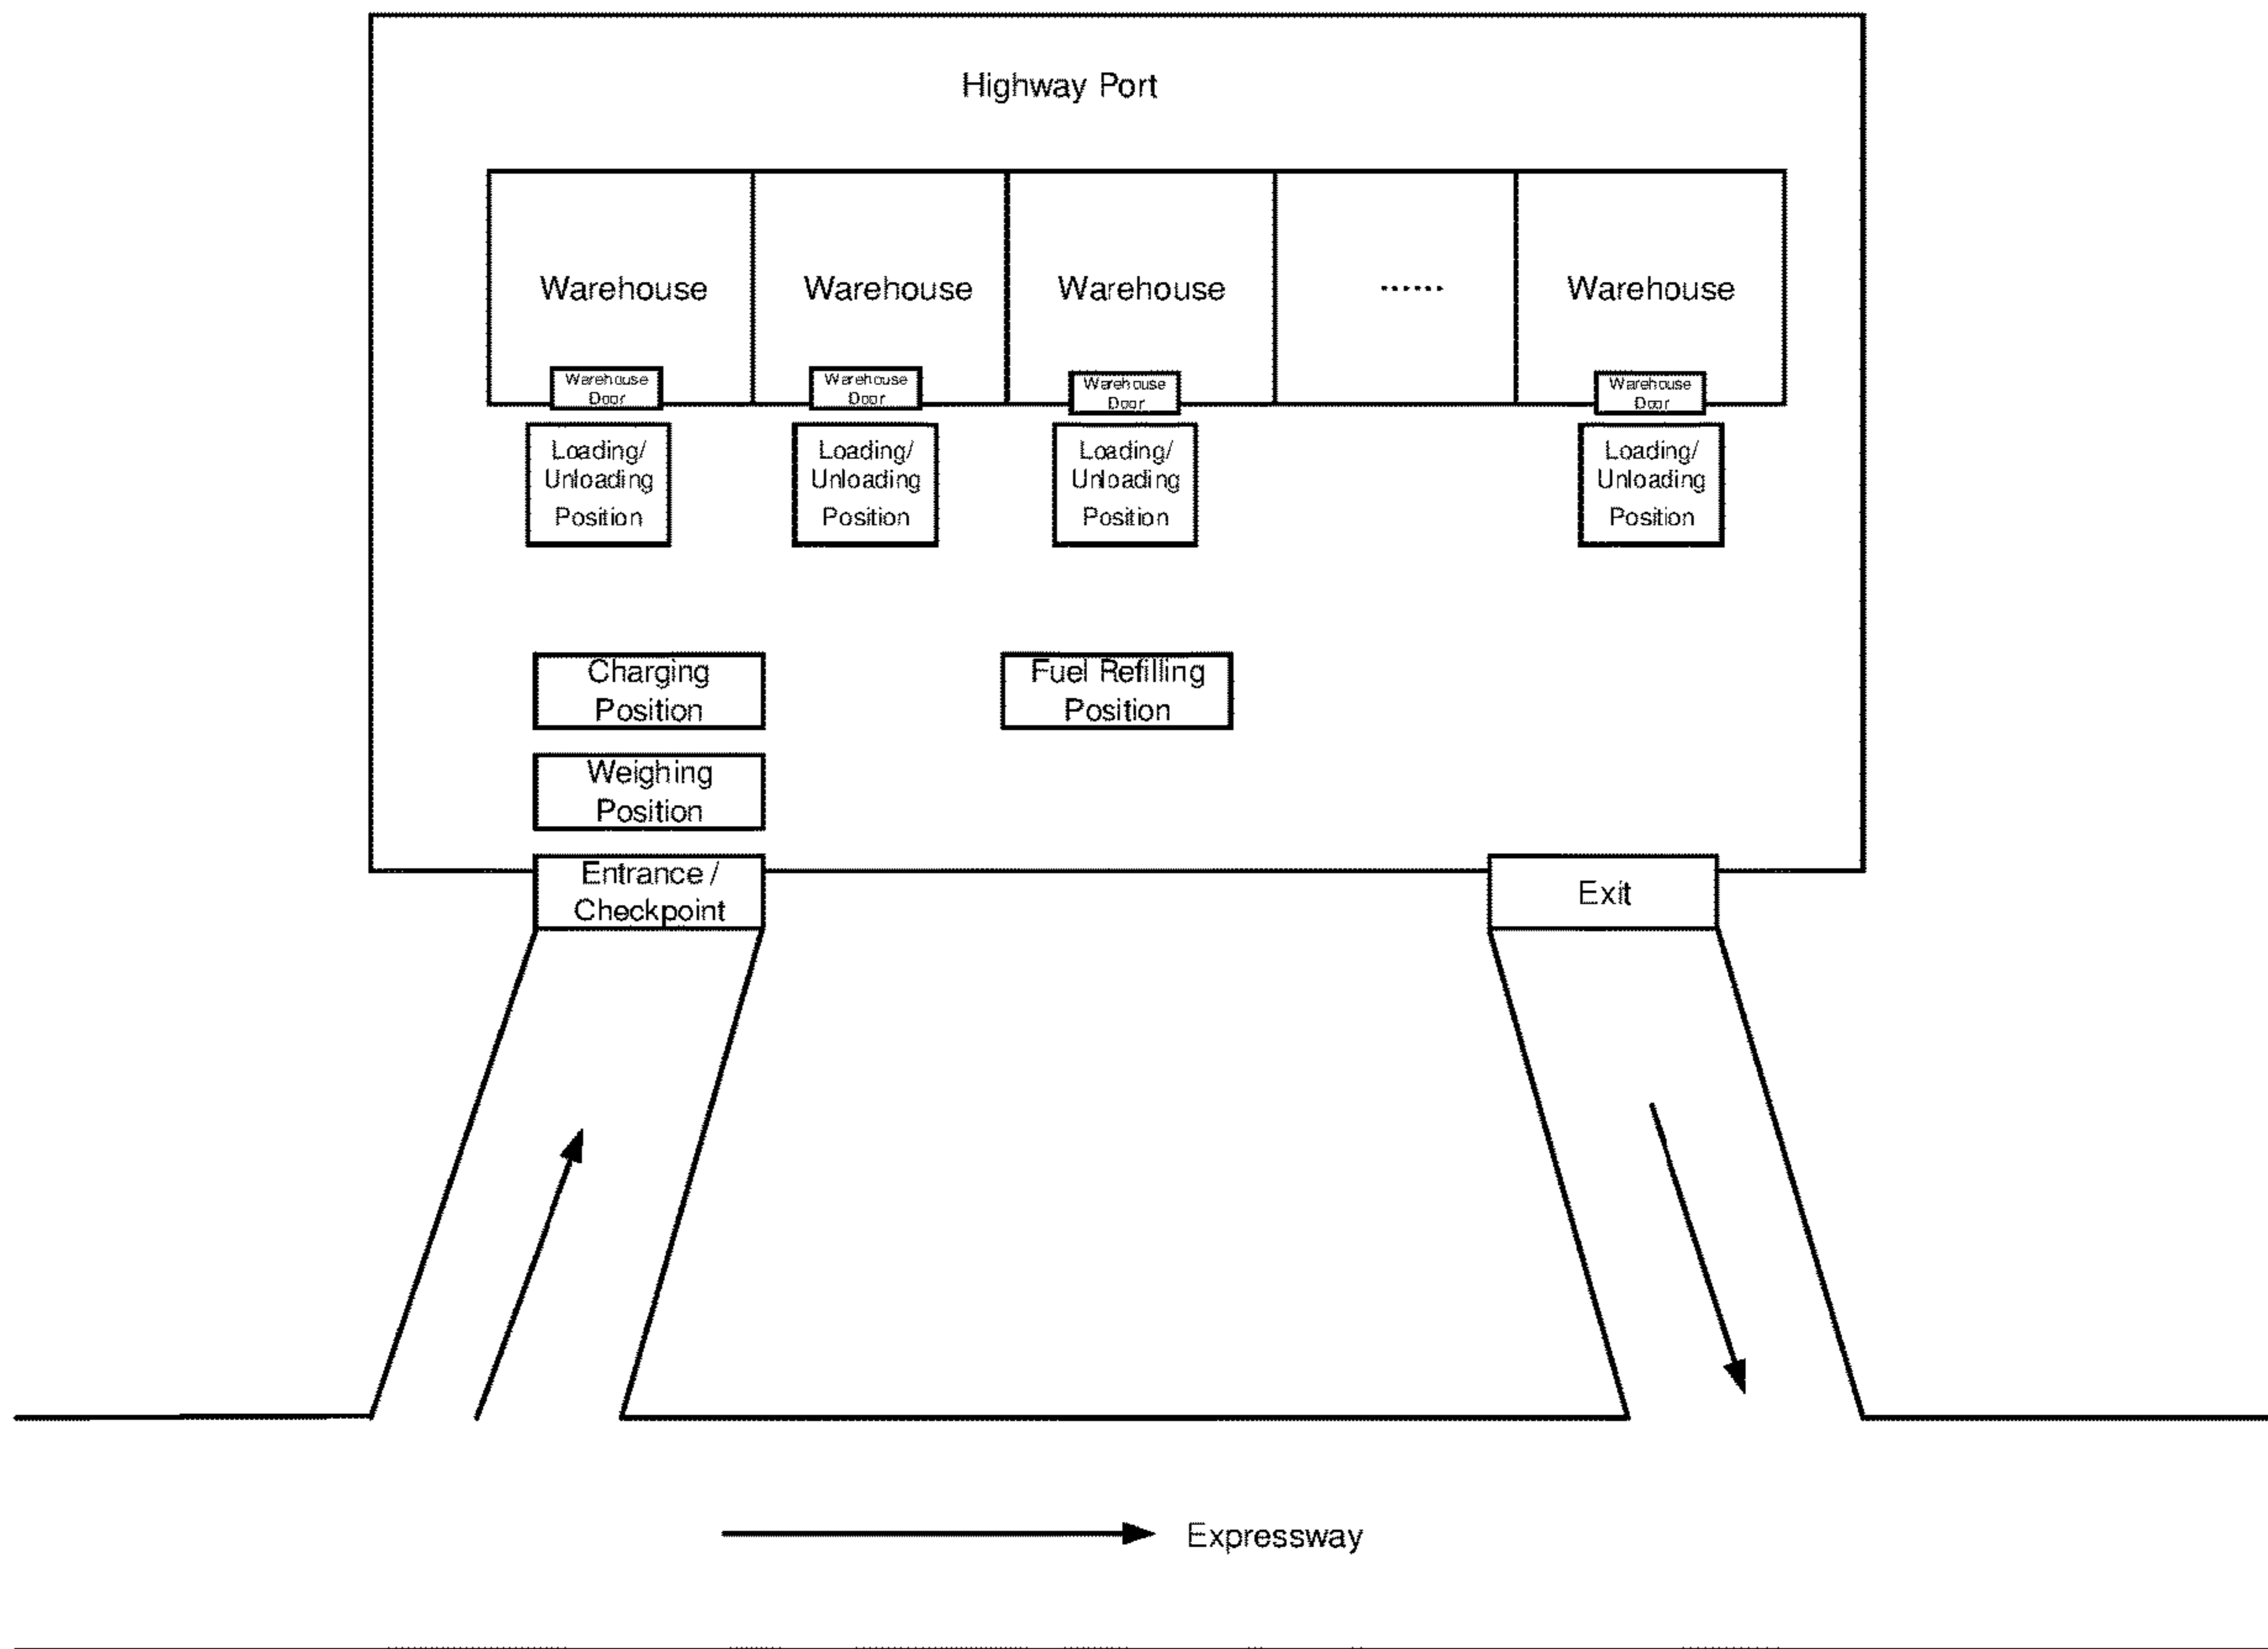 Highway Port
Warehouse
Warehouse
Warehouse
......
Warehouse
Warehouse
Door
Warehouse
Door
Warehouse
Door
Warehouse
Door
Loading/
Unloading
Position
Loading/
Unloading
Position
Loading/
Unloading
Position
Loading/
Unloading
Position
Charging
Position
Fuel Refilling
Position
Weighing
Position
Entrance /
Checkpoint
Exit
Expressway